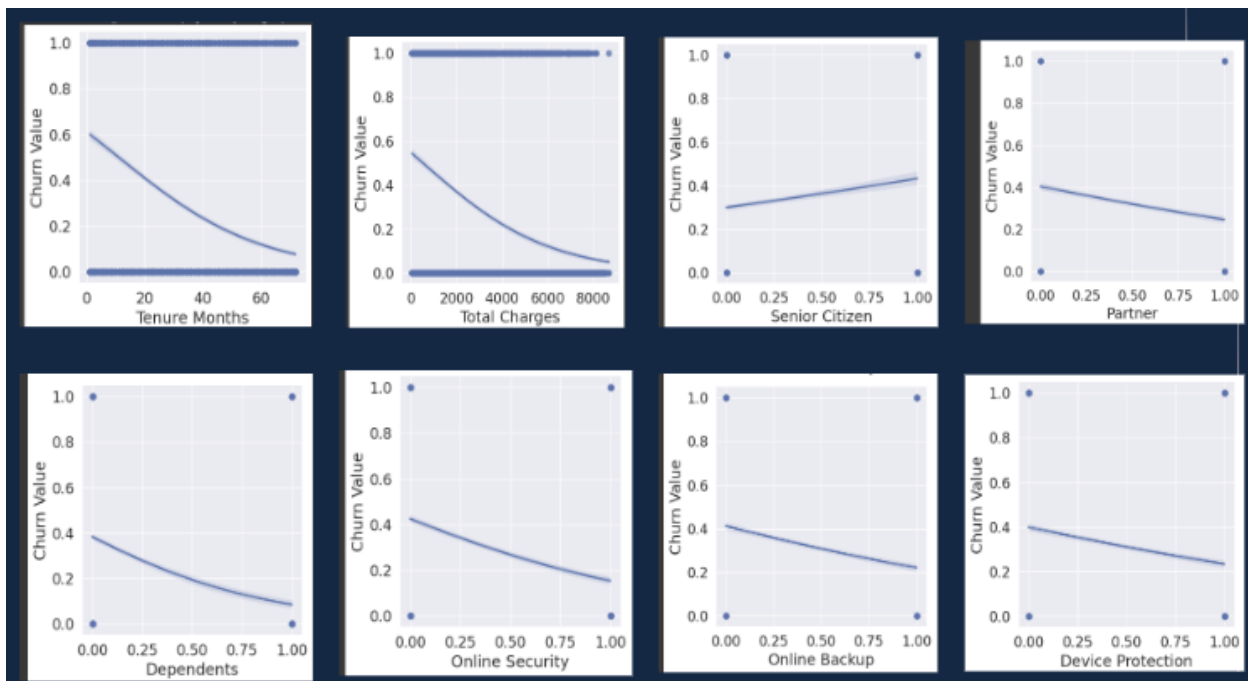 Churn Value
1.0
0.8
0.6
0.4
0.2
0.0
0 20 40 60
Tenure Months
Churn Value
1.0
0.8
0.6
0.4
0.2
0.0
0 2000 4000 6000 8000
Total Charges
Churn Value
1.0
0.8
0.6
0.4
0.2
0.0
0.00 0.25 0.50 0.75 1.00
Senior Citizen
Churn Value
1.0
0.8
0.6
0.4
0.2
0.0
0.00 0.25 0.50 0.75 1.00
Partner
Churn Value
1.0
0.8
0.6
0.4
0.2
0.0
0.00 0.25 0.50 0.75 1.00
Dependents
Churn Value
1.0
0.8
0.6
0.4
0.2
0.0
0.00 0.25 0.50 0.75 1.00
Online Security
Churn Value
1.0
0.8
0.6
0.4
0.2
0.0
0.00 0.25 0.50 0.75 1.00
Online Backup
Churn Value
1.0
0.8
0.6
0.4
0.2
0.0
0.00 0.25 0.50 0.75 1.00
Device Protection